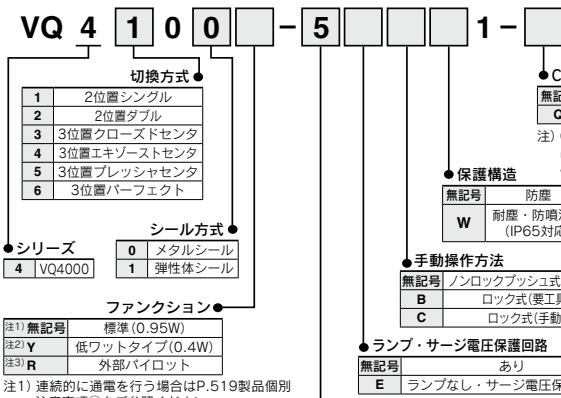 VQ 4 1 0 0 - 5 1 -
切換方式
1 2位置シングル
2 2位置ダブル
3 3位置クローズドセンタ
4 3位置エキゾーストセンタ
5 3位置プレッシャセンタ
6 3位置パーフェクト
シール方式
0 メタルシール
1 弾性体シール
シリーズ
4 VQ4000
ファンクション
注1) 無記号 標準(0.95W)
注2) Y 低ワットタイプ(0.4W)
注3) R 外部パイロット
注1) 連続的に通電を行う場合はP.519製品個別
C
無記
Q
注)
保護構造
無記号 防塵
W 耐塵・防噴
(IP65対応
手動操作方法
無記号 ノンロックプッシュ式
B ロック式(要工具
C ロック式(手動
ランプ・サージ電圧保護回路
無記号 あり
E ランプなし・サージ電圧保